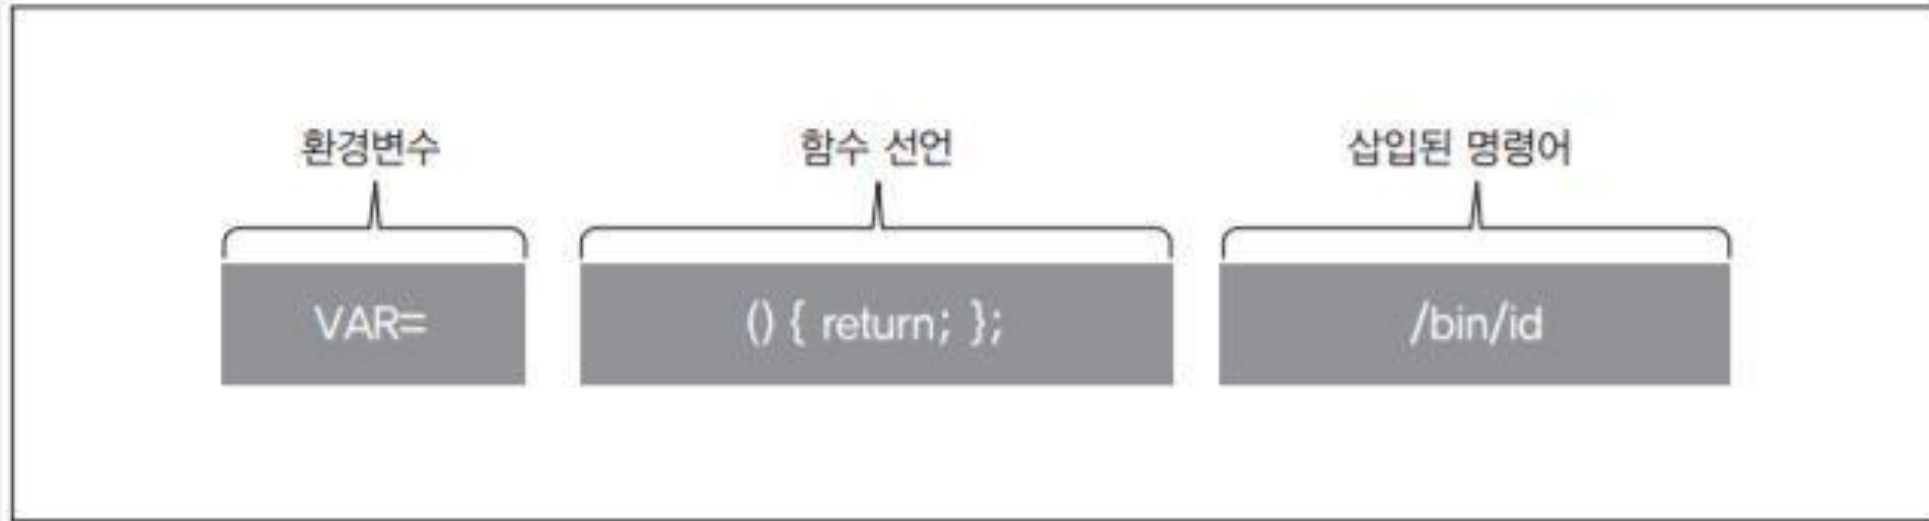 환경변수 함수 선언 삽입된 명령어
VAR= () { return; }; /bin/id